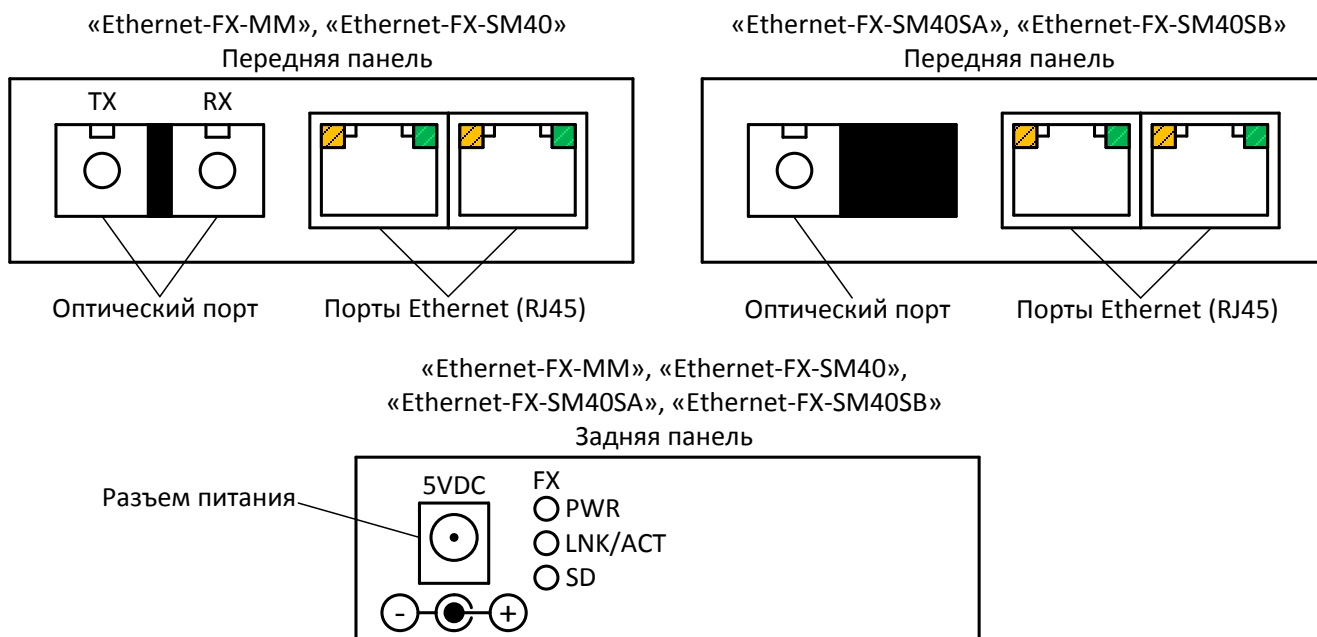 «Ethernet-FX-MM», «Ethernet-FX-SM40»
Передняя панель
TX RX
Оптический порт
Порты Ethernet (RJ45)
«Ethernet-FX-SM40SA», «Ethernet-FX-SM40SB»
Передняя панель
Оптический порт
Порты Ethernet (RJ45)
«Ethernet-FX-MM», «Ethernet-FX-SM40»,
«Ethernet-FX-SM40SA», «Ethernet-FX-SM40SB»
Задняя панель
Разъем питания
5VDC
FX
PWR
LNK/ACT
SD
- +